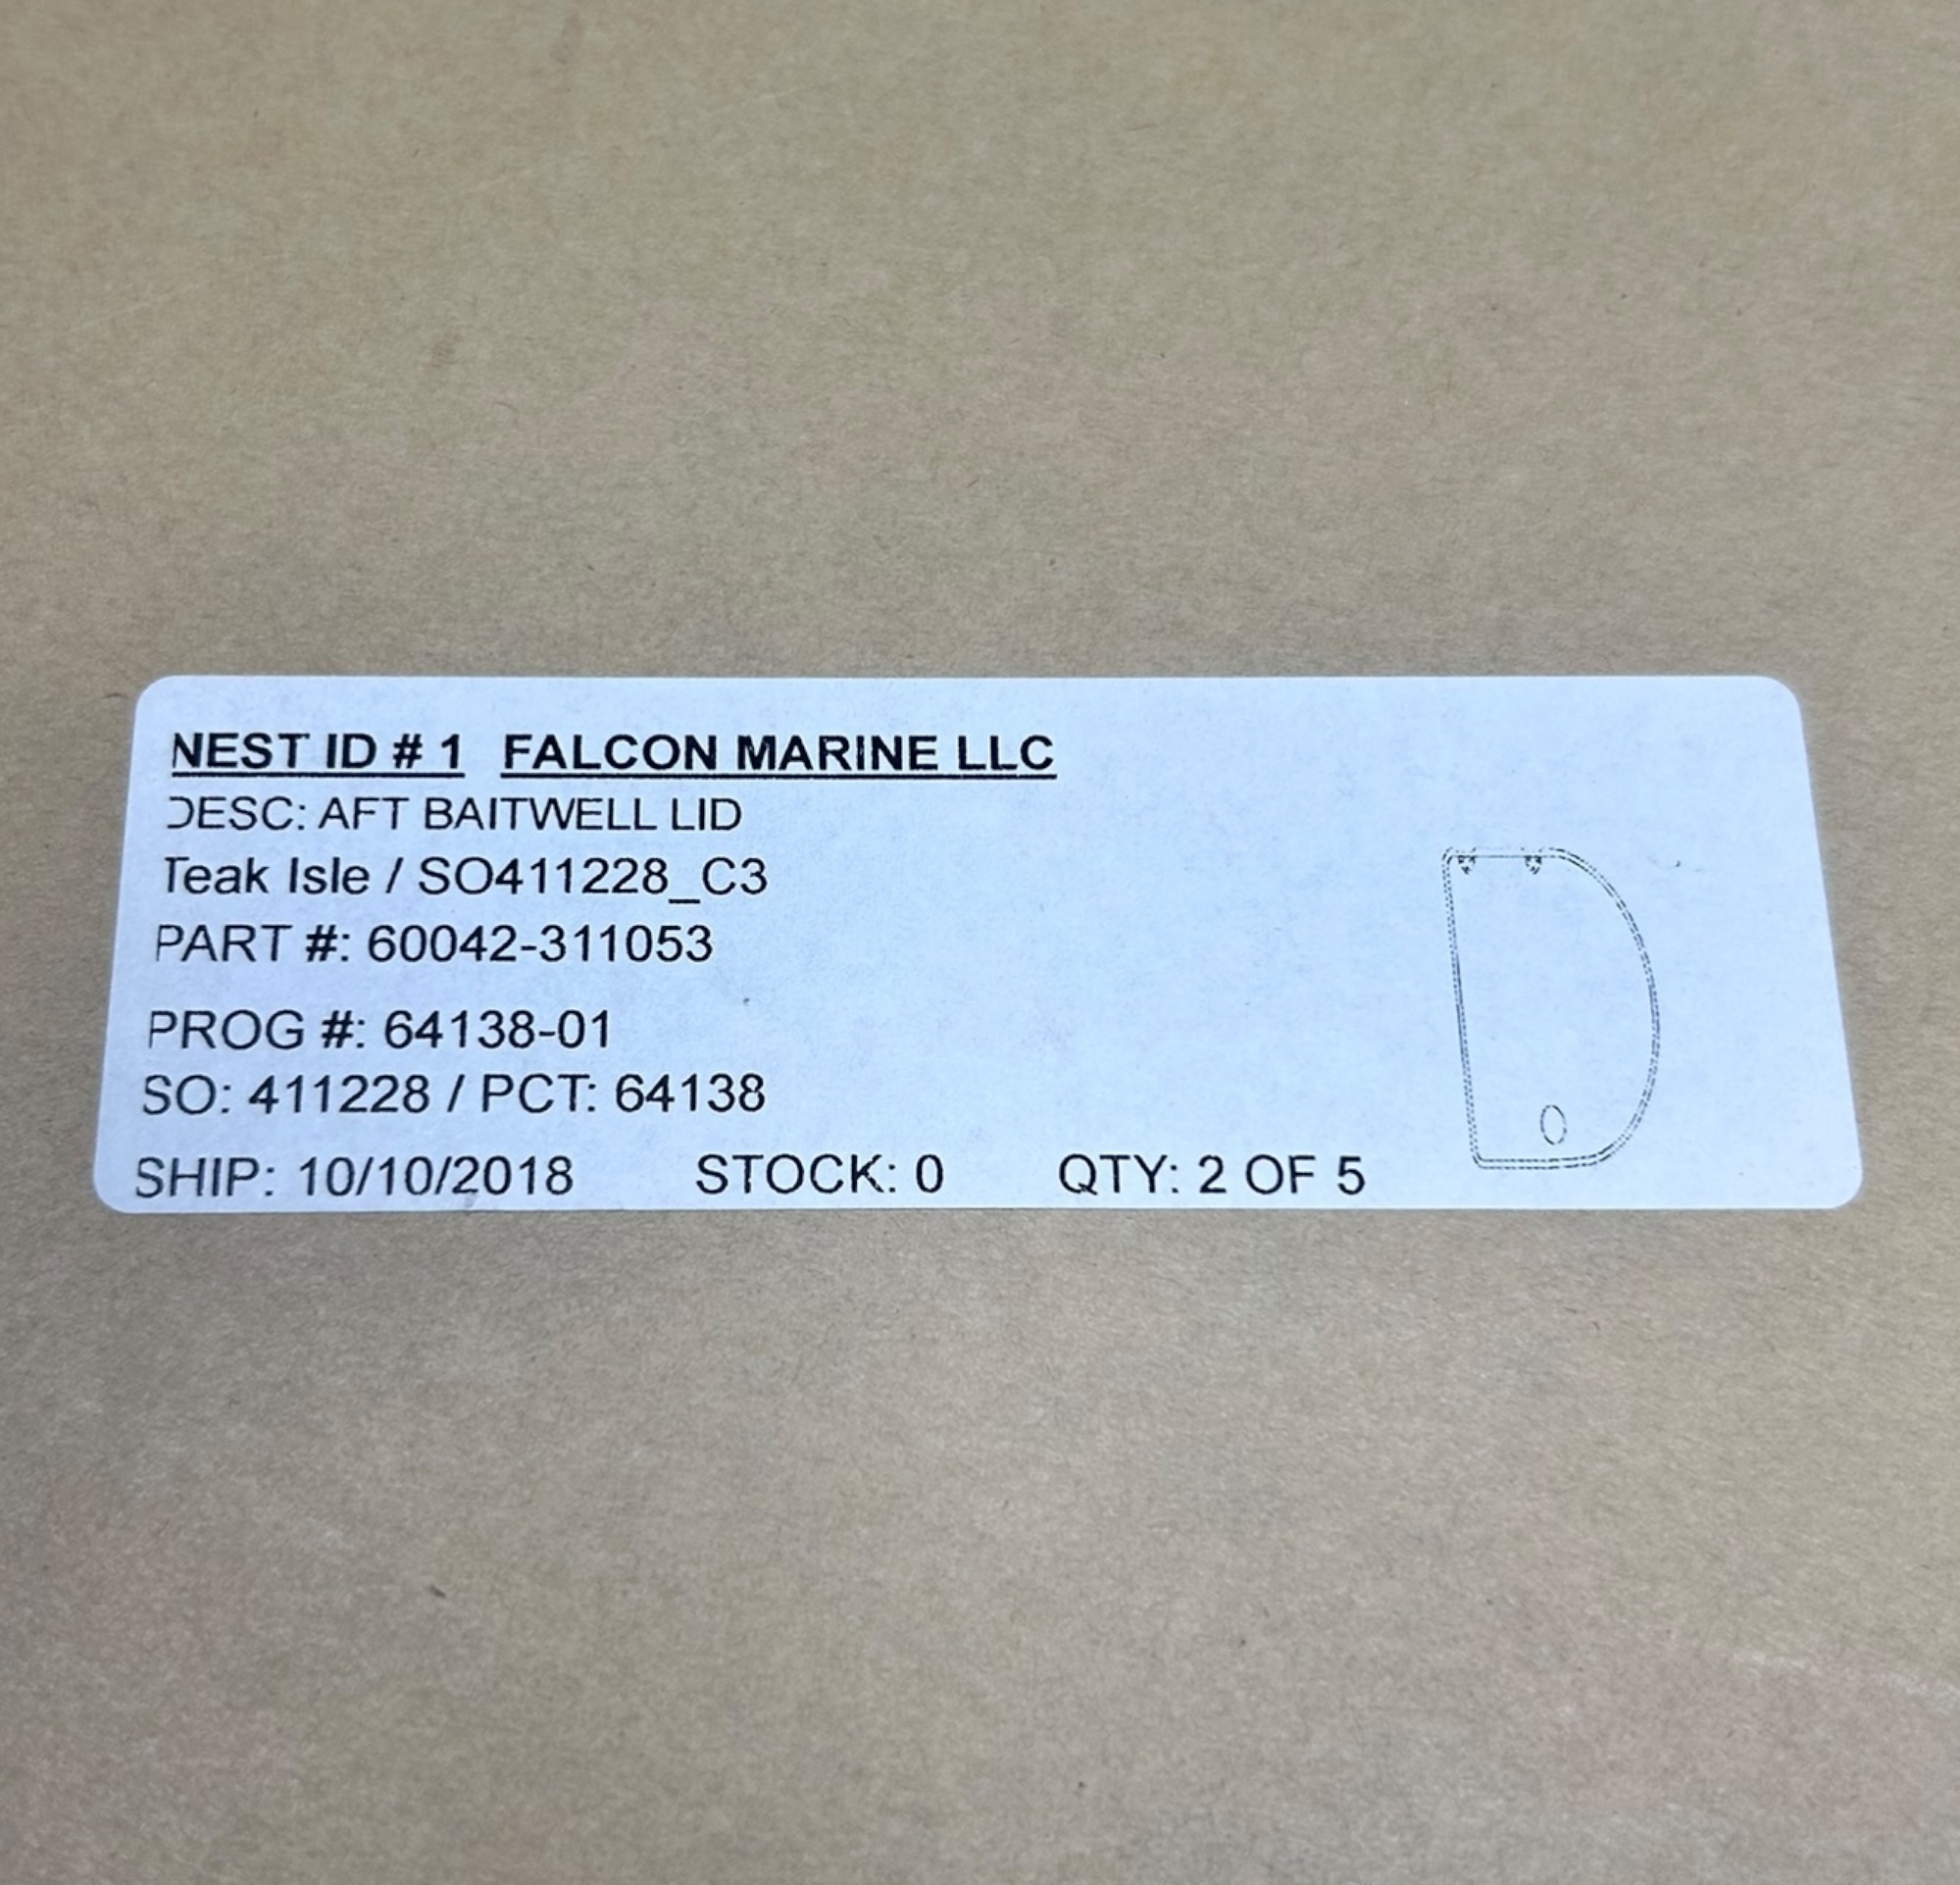 NEST ID # 1 FALCON MARINE LLC
DESC: AFT BAITWELL LID
Teak Isle / SO411228_C3
PART #: 60042-311053
PROG #: 64138-01
SO: 411228 / PCT: 64138
SHIP: 10/10/2018 STOCK: 0 QTY: 2 OF 5